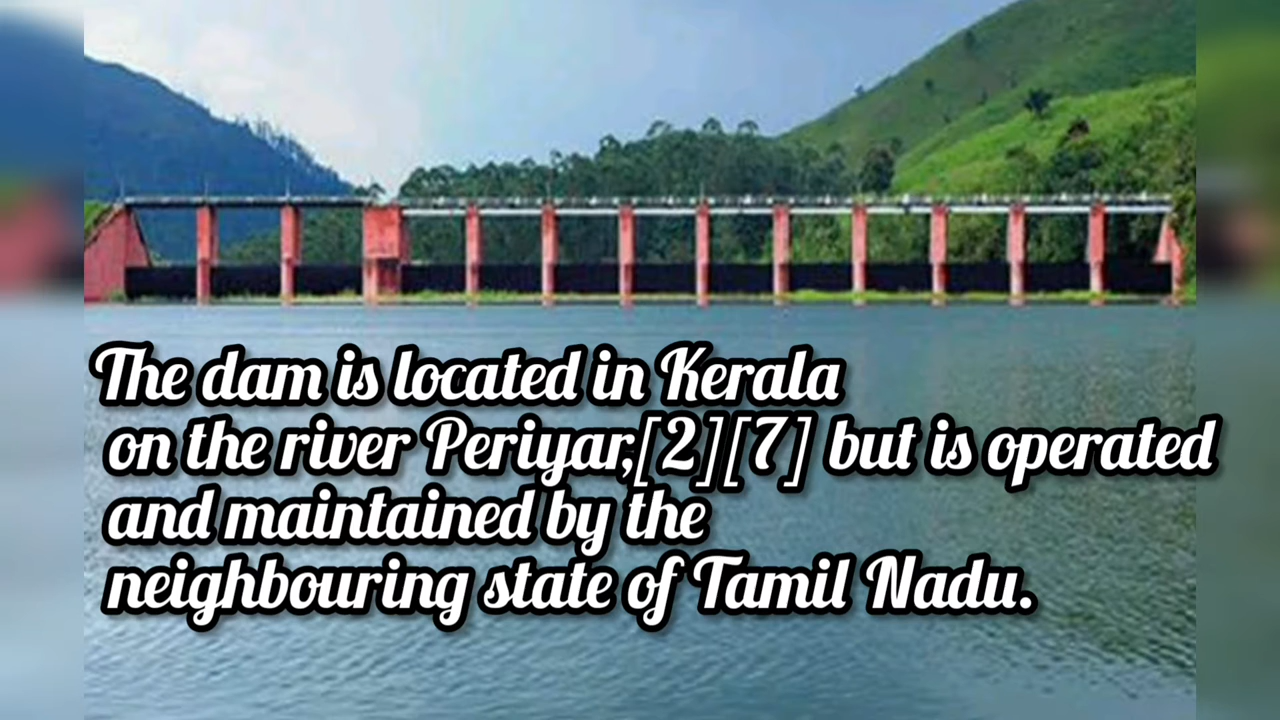 The dam is located in Kerala
on the river Periyar,[2][7] but is operated
and maintained by the
neighbouring state of Tamil Nadu.